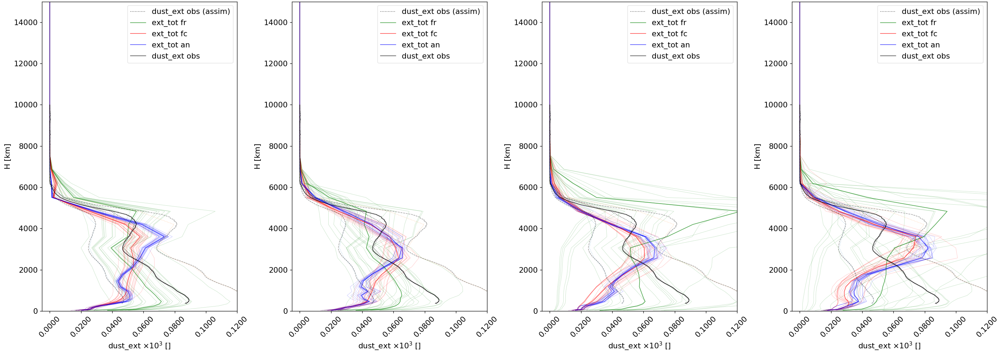 dust_ext obs (assim)
ext_tot fr
ext_tot fc
ext_tot an
dust_ext obs
14000
12000
10000
8000
6000
4000
2000
0
H [km]
0.0000 0.0200 0.0400 0.0600 0.0800 0.1000 0.1200
dust_ext ×10³ []
dust_ext obs (assim)
ext_tot fr
ext_tot fc
ext_tot an
dust_ext obs
14000
12000
10000
8000
6000
4000
2000
0
H [km]
0.0000 0.0200 0.0400 0.0600 0.0800 0.1000 0.1200
dust_ext ×10³ []
dust_ext obs (assim)
ext_tot fr
ext_tot fc
ext_tot an
dust_ext obs
14000
12000
10000
8000
6000
4000
2000
0
H [km]
0.0000 0.0200 0.0400 0.0600 0.0800 0.1000 0.1200
dust_ext ×10³ []
dust_ext obs (assim)
ext_tot fr
ext_tot fc
ext_tot an
dust_ext obs
14000
12000
10000
8000
6000
4000
2000
0
H [km]
0.0000 0.0200 0.0400 0.0600 0.0800 0.1000 0.1200
dust_ext ×10³ []